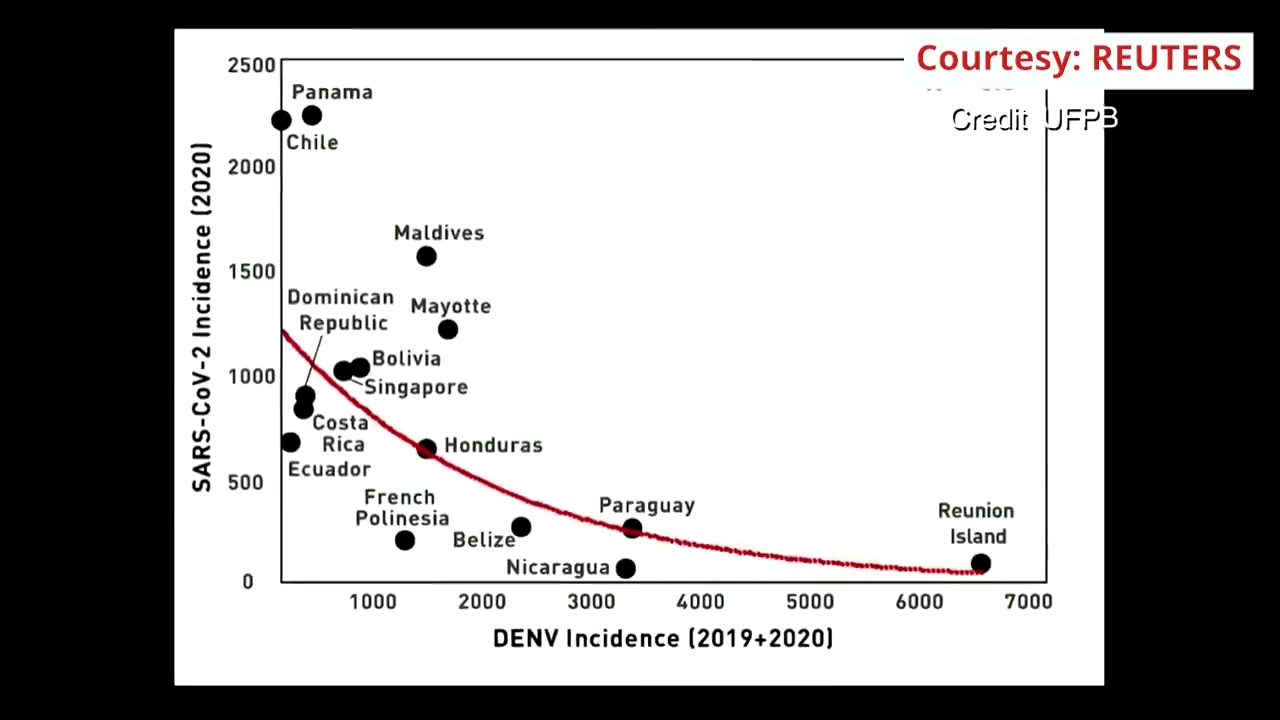 Courtesy: REUTERS
Credit UFPB
2500
2000
1500
1000
500
0
SARS-CoV-2 Incidence (2020)
Panama
Chile
Maldives
Dominican
Republic
Mayotte
Bolivia
Singapore
Costa
Rica
Ecuador
Honduras
French
Polinesia
Belize
Paraguay
Nicaragua
Reunion
Island
1000 2000 3000 4000 5000 6000 7000
DENV Incidence (2019+2020)